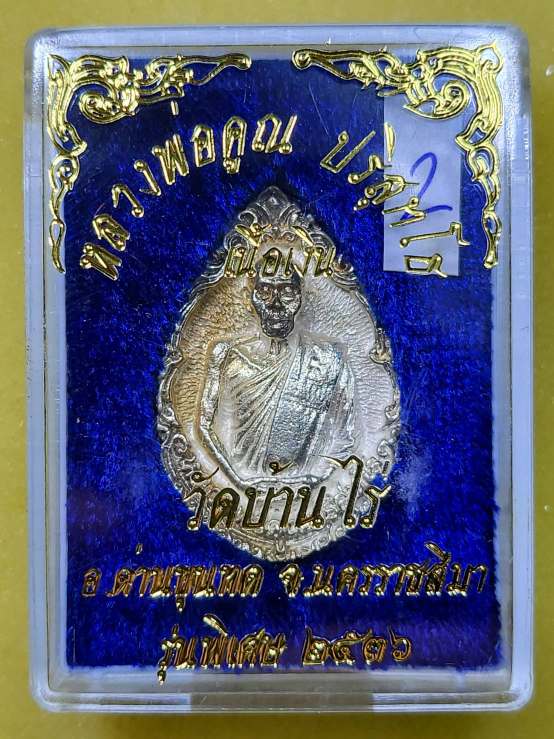 หลวงพ่อคูณ ปริสุทโธ
2
เนื้อเงิน
วัดบ้านไร่
อ.ด่านขุนทด จ.นครราชสีมา
รุ่นพิเศษ ๒๕๓๖